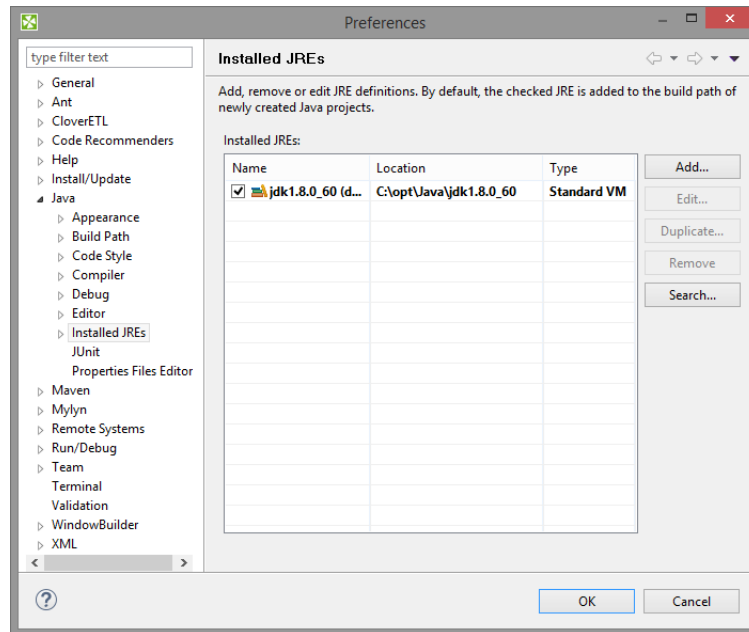 Preferences
type filter text
General
Ant
CloverETL
Code Recommenders
Help
Install/Update
Java
Appearance
Build Path
Code Style
Compiler
Debug
Editor
Installed JREs
JUnit
Properties Files Editor
Maven
Mylyn
Remote Systems
Run/Debug
Team
Terminal
Validation
WindowBuilder
XML
Installed JREs
Add, remove or edit JRE definitions. By default, the checked JRE is added to the build path of
newly created Java projects.
Installed JREs:
Name Location Type
jdk1.8.0_60 (d... C:\opt\Java\jdk1.8.0_60 Standard VM
Add...
Edit...
Duplicate...
Remove
Search...
OK Cancel